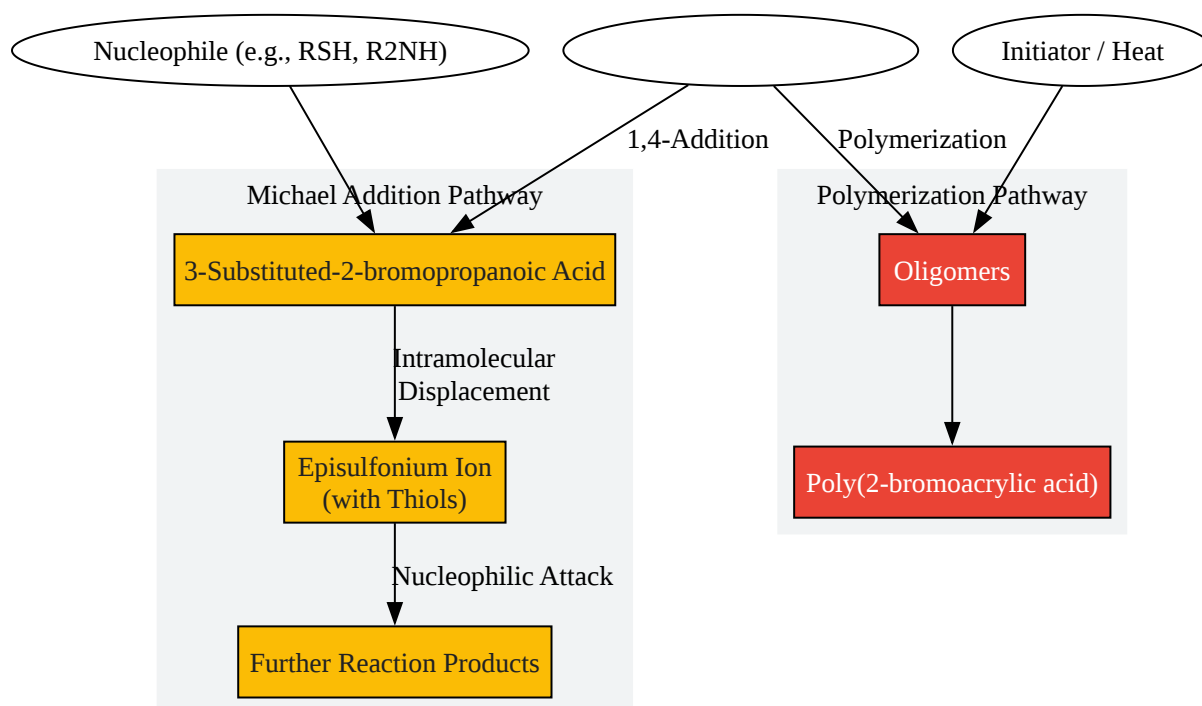 Nucleophile (e.g., RSH, R2NH)
Initiator / Heat
1,4-Addition
Polymerization
Michael Addition Pathway
Polymerization Pathway
3-Substituted-2-bromopropanoic Acid
Oligomers
Intramolecular
Displacement
Episulfonium Ion
(with Thiols)
Poly(2-bromoacrylic acid)
Nucleophilic Attack
Further Reaction Products